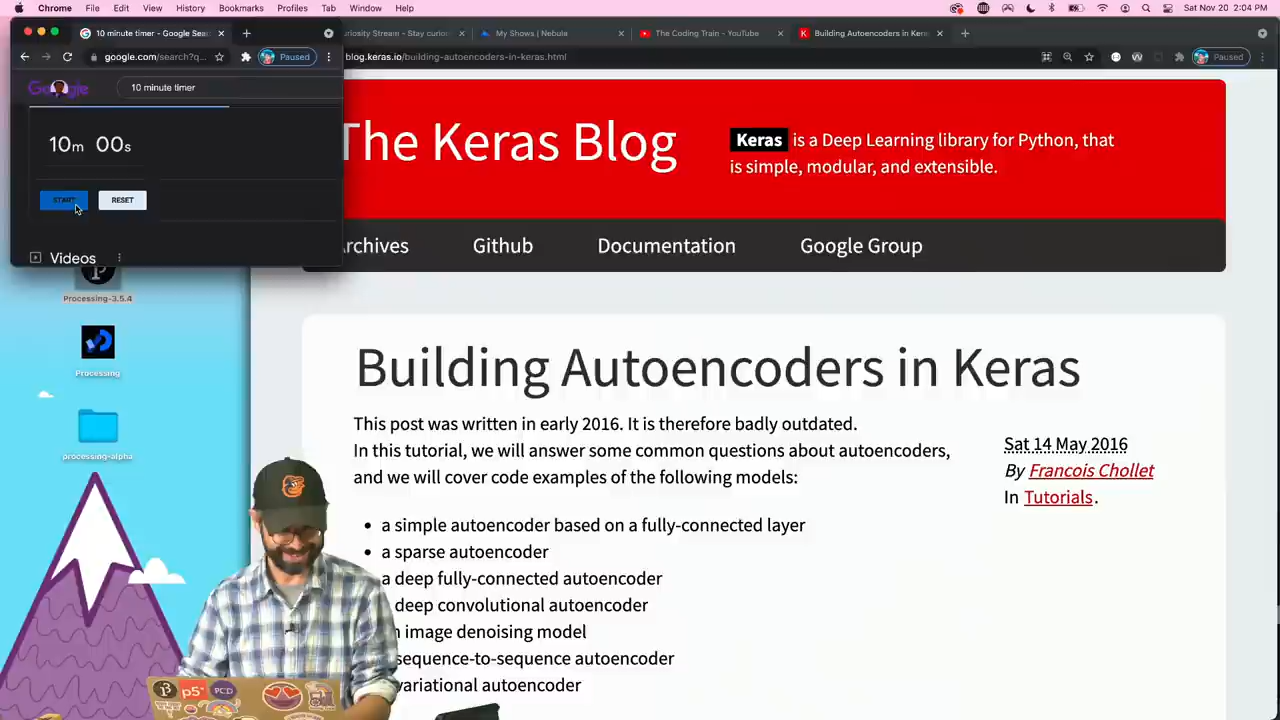 Chrome File Edit View History Bookmarks Profiles Tab Window Help Sat Nov 20 2:04 PM
10 minute timer - Google Sear
uriosity Stream - Stay curio
My Shows | Nebula
The Coding Train - YouTube
Building Autoencoders in Kera
google.com/search?q...
Paused
blog.keras.io/building-autoencoders-in-keras.html
Paused
Google
10 minute timer
10m 00s
START
RESET
Videos
The Keras Blog
Keras is a Deep Learning library for Python, that
is simple, modular, and extensible.
Archives Github Documentation Google Group
Processing-3.5.4
Processing
processing-alpha
Building Autoencoders in Keras
This post was written in early 2016. It is therefore badly outdated.
In this tutorial, we will answer some common questions about autoencoders,
and we will cover code examples of the following models:
Sat 14 May 2016
By Francois Chollet
In Tutorials.
• a simple autoencoder based on a fully-connected layer
• a sparse autoencoder
a deep fully-connected autoencoder
deep convolutional autoencoder
image denoising model
sequence-to-sequence autoencoder
variational autoencoder
P
p5*
PCD